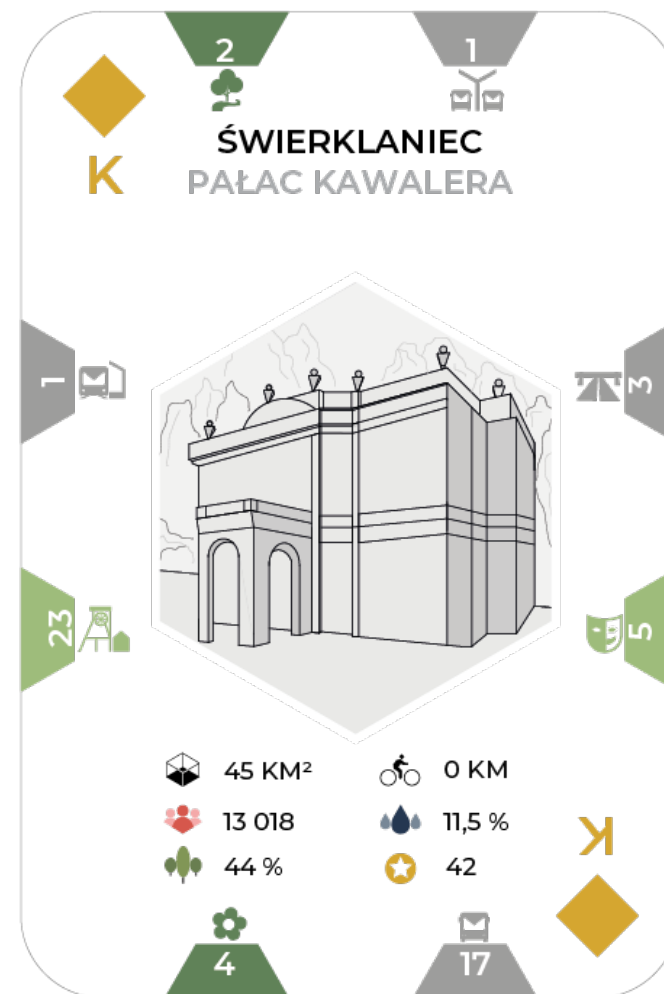 2 1
K
ŚWIERKLANIEC
PAŁAC KAWALERA
1
3
23
5
45 KM² 0 KM
13 018 11,5 %
44 % 42
K
4 17